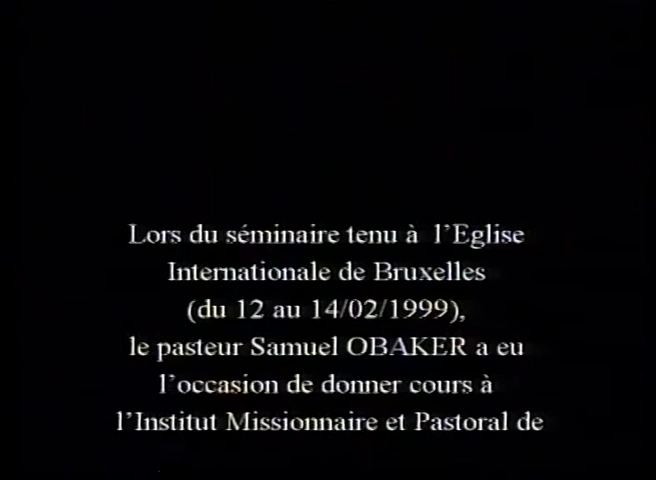 Lors du séminaire tenu à l'Eglise
Internationale de Bruxelles
(du 12 au 14/02/1999),
le pasteur Samuel OBAKER a eu
l'occasion de donner cours à
l'Institut Missionnaire et Pastoral de